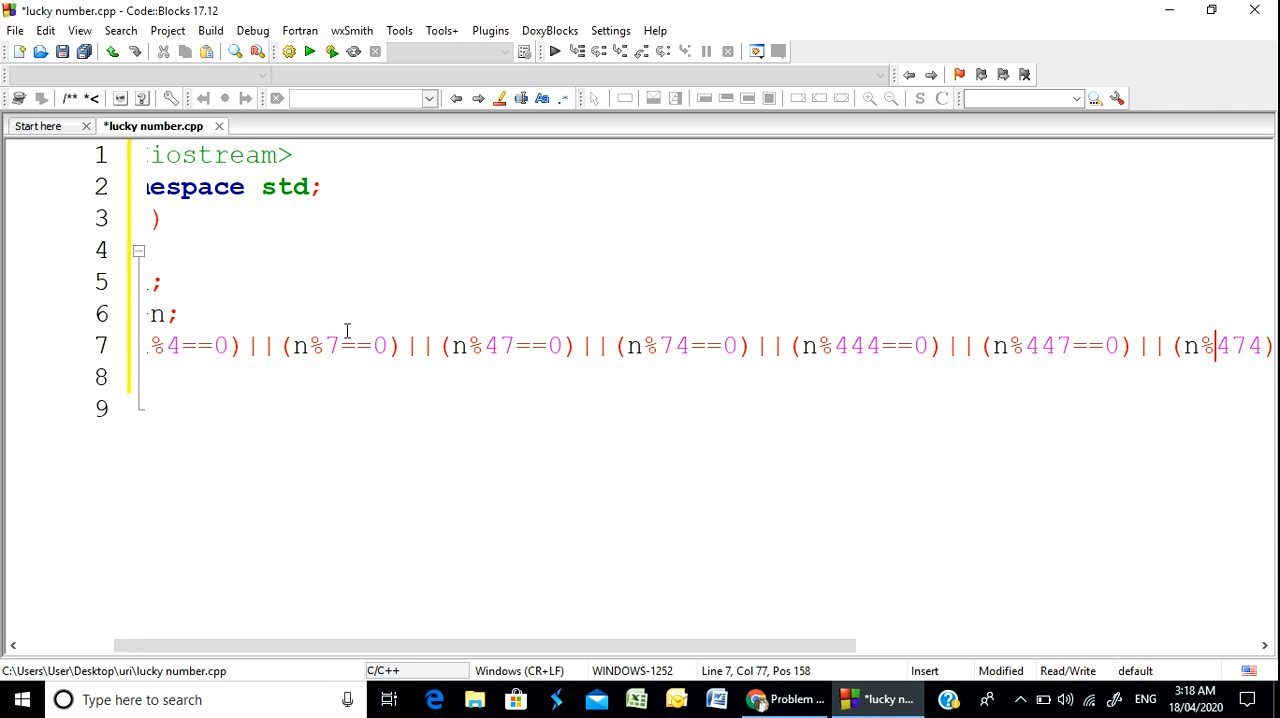 *lucky number.cpp - Code::Blocks 17.12
File Edit View Search Project Build Debug Fortran wxSmith Tools Tools+ Plugins DoxyBlocks Settings Help
/** *<
S C
Start here *lucky number.cpp
1 iostream>
2 nespace std;
3 )
4
5 ;
6 n;
7 %4==0)||(n%7==0)||(n%47==0)||(n%74==0)||(n%444==0)||(n%447==0)||(n%474)
8
9
C:\Users\User\Desktop\uri\lucky number.cpp C/C++ Windows (CR+LF) WINDOWS-1252 Line 7, Col 77, Pos 158 Insert Modified Read/Write default
Type here to search Problem ... *lucky n... ENG 3:18 AM
18/04/2020